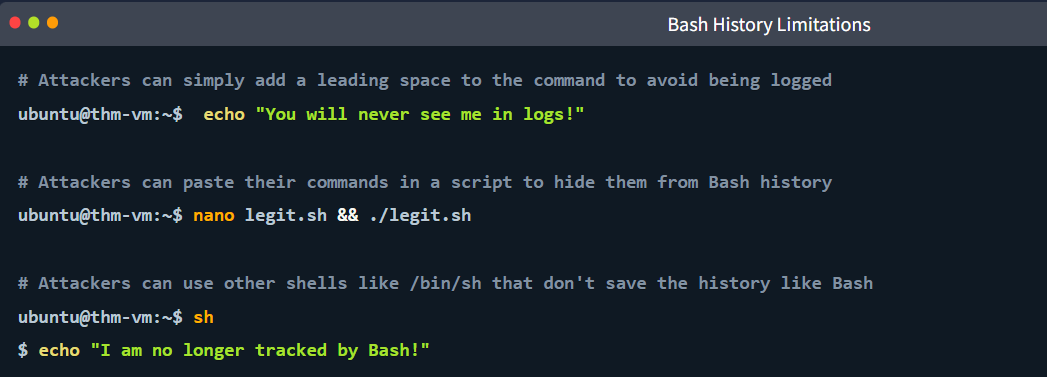 Bash History Limitations
# Attackers can simply add a leading space to the command to avoid being logged
ubuntu@thm-vm:~$  echo "You will never see me in logs!"
# Attackers can paste their commands in a script to hide them from Bash history
ubuntu@thm-vm:~$ nano legit.sh && ./legit.sh
# Attackers can use other shells like /bin/sh that don't save the history like Bash
ubuntu@thm-vm:~$ sh
$ echo "I am no longer tracked by Bash!"